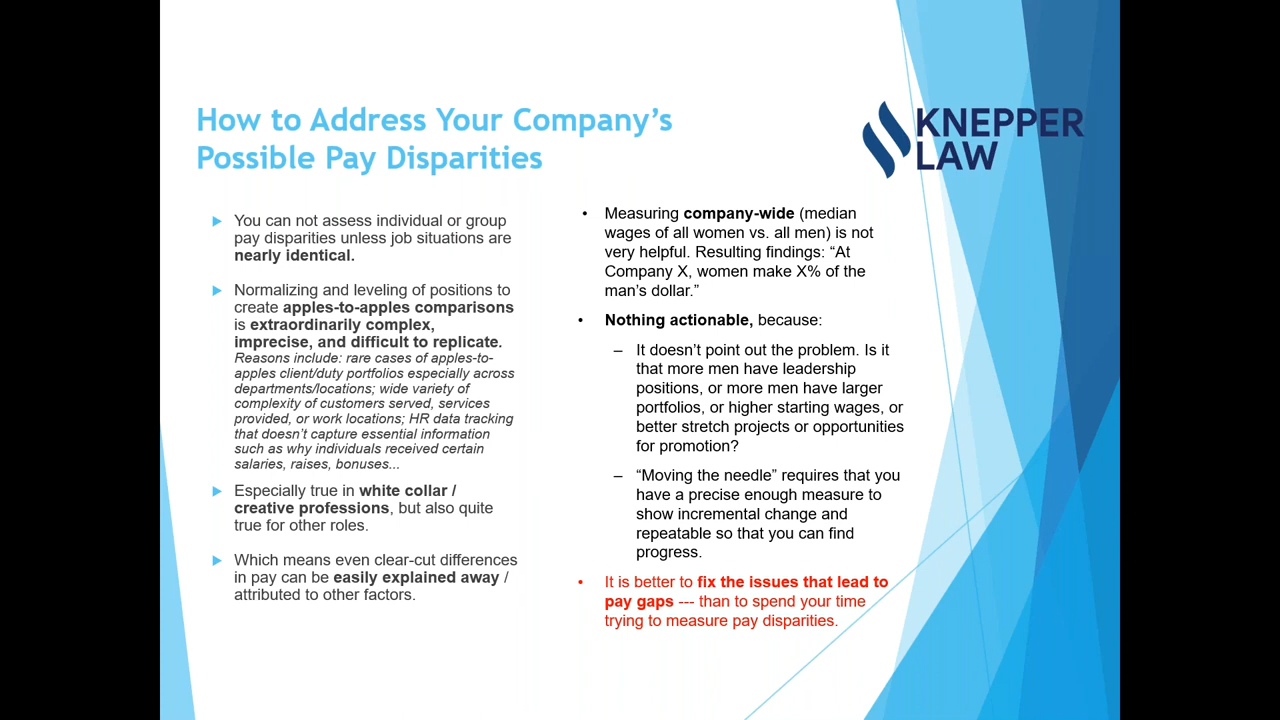 How to Address Your Company’s
Possible Pay Disparities
KNEPPER
LAW
You can not assess individual or group
pay disparities unless job situations are
nearly identical.
Normalizing and leveling of positions to
create apples-to-apples comparisons
is extraordinarily complex,
imprecise, and difficult to replicate.
Reasons include: rare cases of apples-to-
apples client/duty portfolios especially across
departments/locations; wide variety of
complexity of customers served, services
provided, or work locations; HR data tracking
that doesn’t capture essential information
such as why individuals received certain
salaries, raises, bonuses...
Especially true in white collar /
creative professions, but also quite
true for other roles.
Which means even clear-cut differences
in pay can be easily explained away /
attributed to other factors.
Measuring company-wide (median
wages of all women vs. all men) is not
very helpful. Resulting findings: “At
Company X, women make X% of the
man’s dollar.”
Nothing actionable, because:
– It doesn’t point out the problem. Is it
that more men have leadership
positions, or more men have larger
portfolios, or higher starting wages, or
better stretch projects or opportunities
for promotion?
– “Moving the needle” requires that you
have a precise enough measure to
show incremental change and
repeatable so that you can find
progress.
It is better to fix the issues that lead to
pay gaps --- than to spend your time
trying to measure pay disparities.